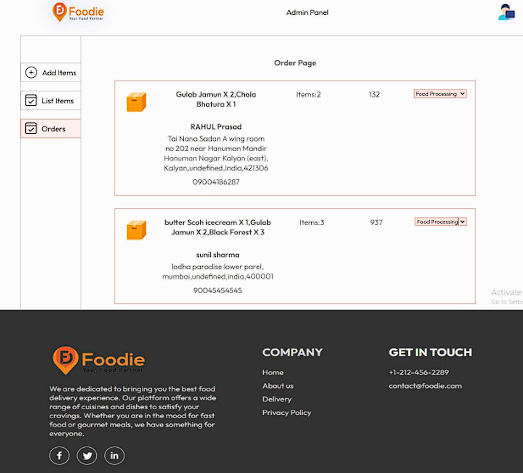 Foodie
Your Food Partner
Admin Panel
Add Items
List Items
Orders
Order Page
Gulab Jamun X 2,Chola
Bhatura X 1
Items:2
132
Food Processing
RAHUL Prasad
Tai Nana Sadan A wing room
no 202 near Hanuman Mandir
Hanuman Nagar Kalyan (east),
Kalyan,undefined,India,421306
09004186287
butter Scoh icecream X 1,Gulab
Jamun X 2,Black Forest X 3
Items:3
937
Food Processing
sunil sharma
lodha paradise lower parel,
mumbai,undefined,india,400001
90045454545
Activate
Go to Setti
Foodie
Your Food Partner
We are dedicated to bringing you the best food
delivery experience. Our platform offers a wide
range of cuisines and dishes to satisfy your
cravings. Whether you are in the mood for fast
food or gourmet meals, we have something for
everyone.
COMPANY
Home
About us
Delivery
Privacy Policy
GET IN TOUCH
+1-212-456-2289
contact@foodie.com